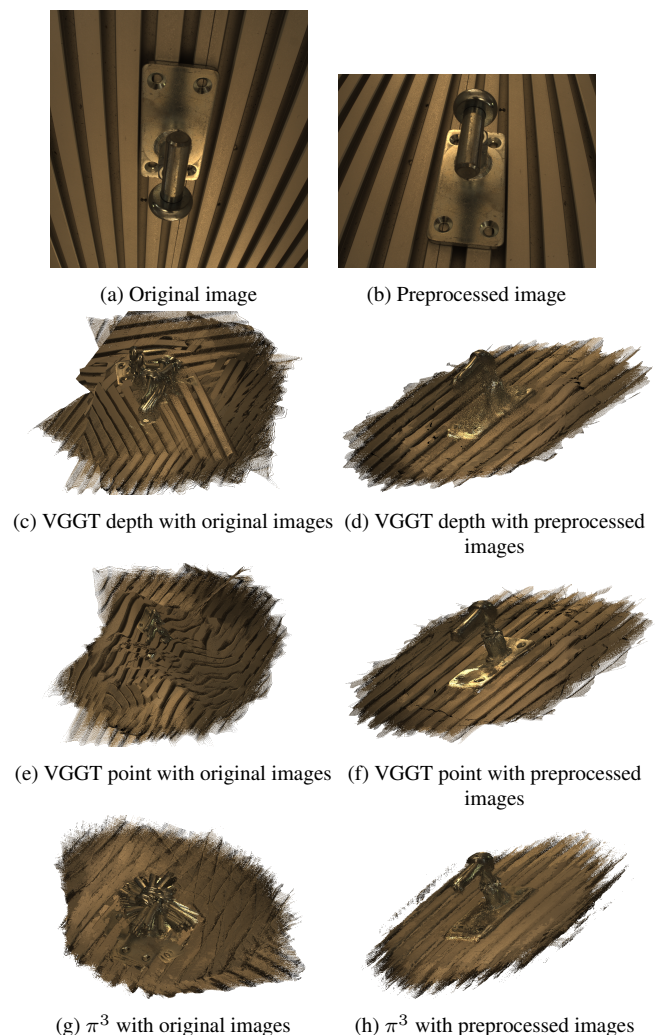 (a) Original image
(b) Preprocessed image
(c) VGGT depth with original images
(d) VGGT depth with preprocessed
images
(e) VGGT point with original images
(f) VGGT point with preprocessed
images
(g) π³ with original images
(h) π³ with preprocessed images